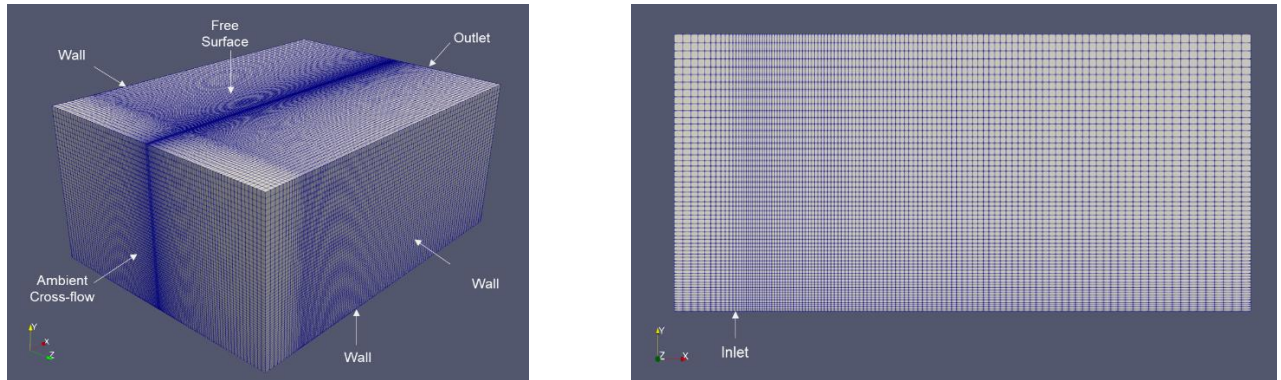 Free
Surface
Wall
Outlet
Ambient
Cross-flow
Wall
Wall
Y
X
Z
Inlet
Y
Z
X